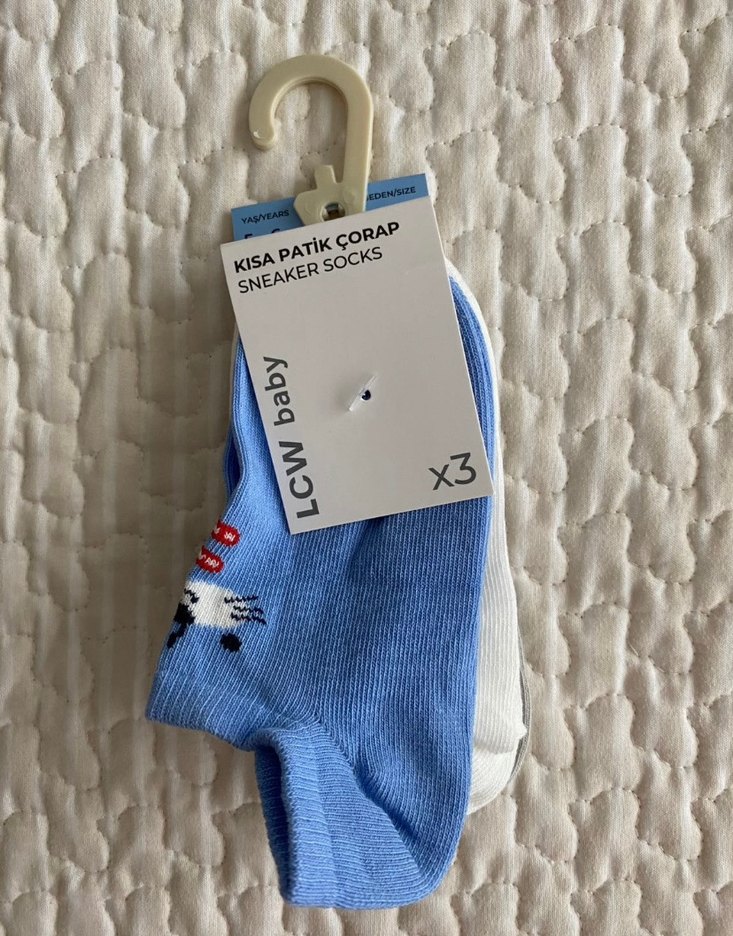 YAŞ/YEARS
BEDEN/SIZE
KISA PATİK ÇORAP
SNEAKER SOCKS
LCW baby
x3